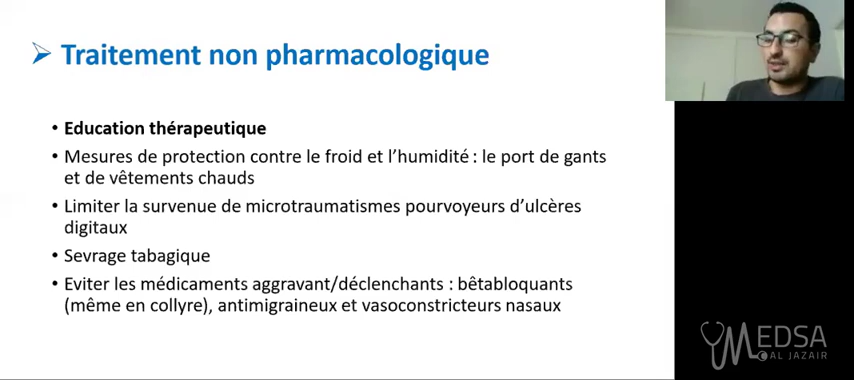 Traitement non pharmacologique
• Education thérapeutique
• Mesures de protection contre le froid et l'humidité : le port de gants
et de vêtements chauds
• Limiter la survenue de microtraumatismes pourvoyeurs d'ulcères
digitaux
• Sevrage tabagique
• Eviter les médicaments aggravant/déclenchants : bêtabloquants
(même en collyre), antimigraineux et vasoconstricteurs nasaux
MEDSA
AL JAZAIR